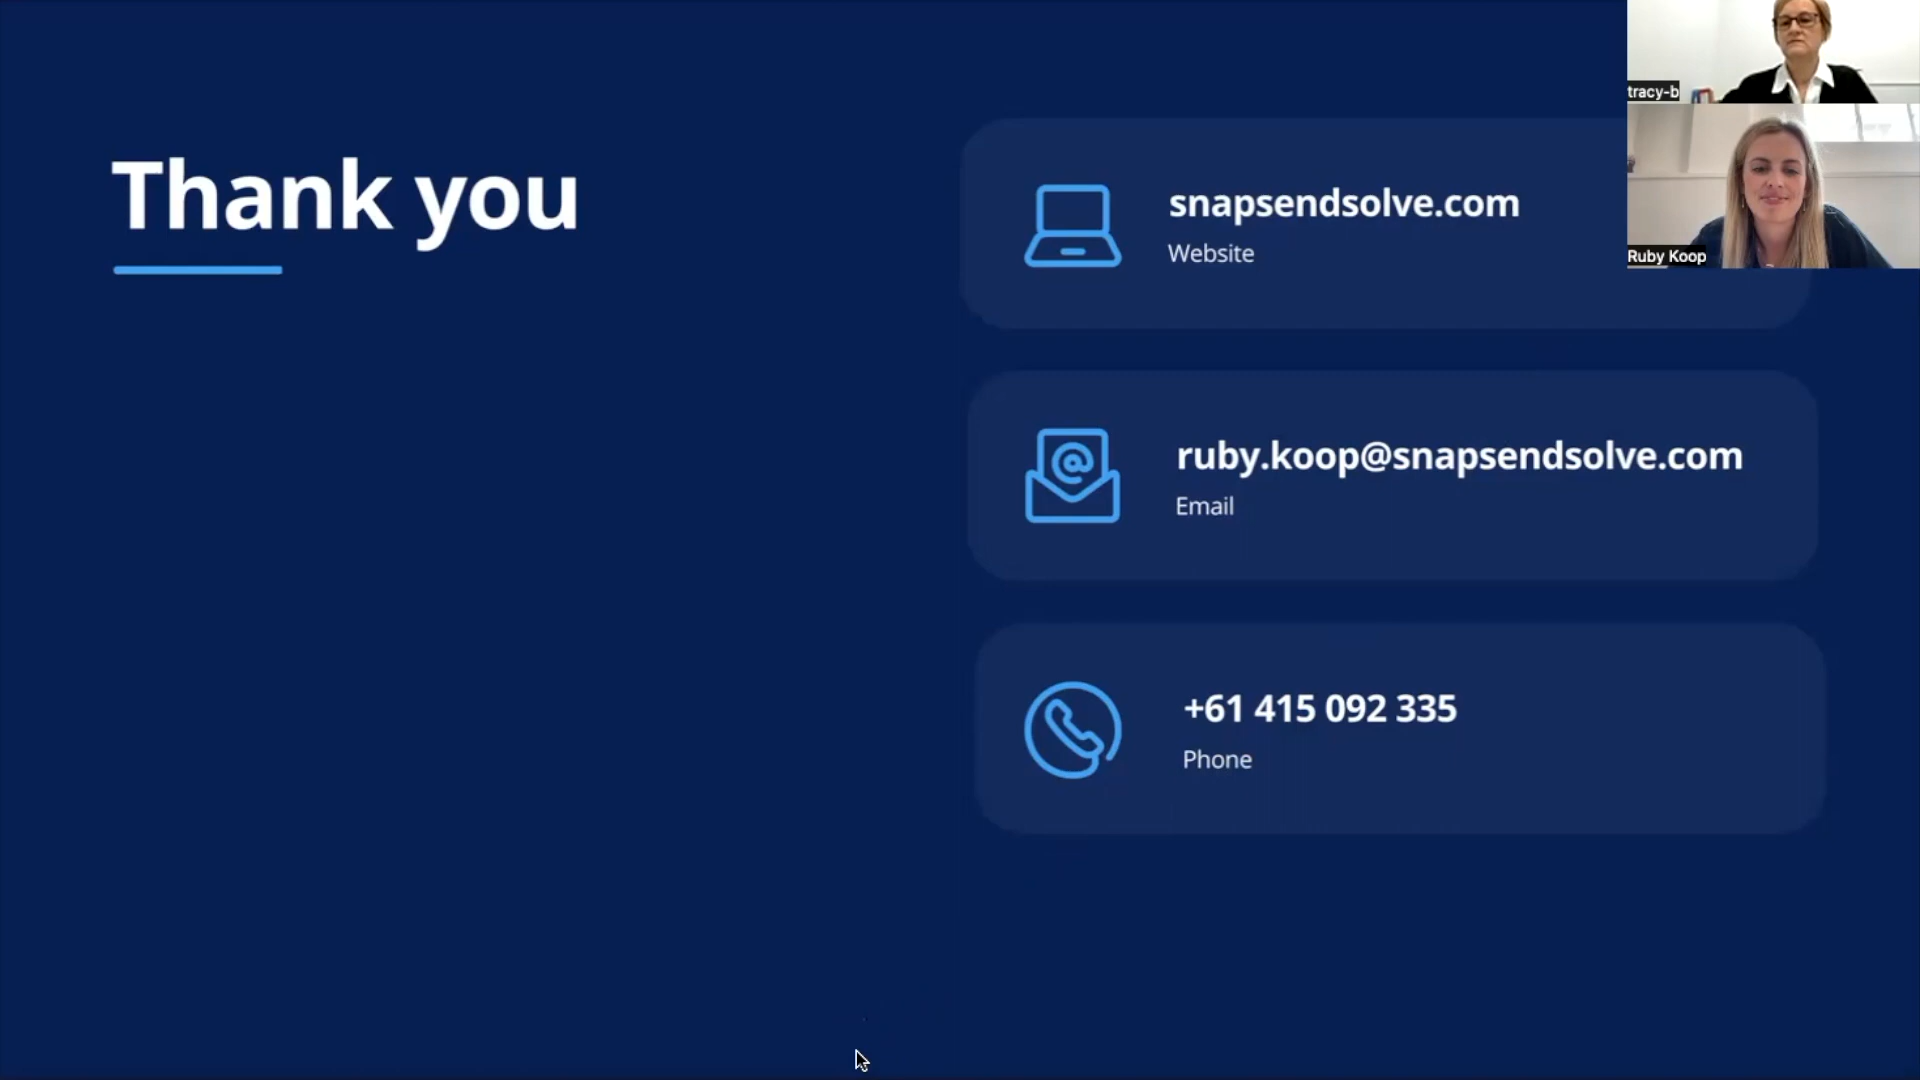 Thank you
snapsendsolve.com
Website
ruby.koop@snapsendsolve.com
Email
+61 415 092 335
Phone
tracy-b
Ruby Koop